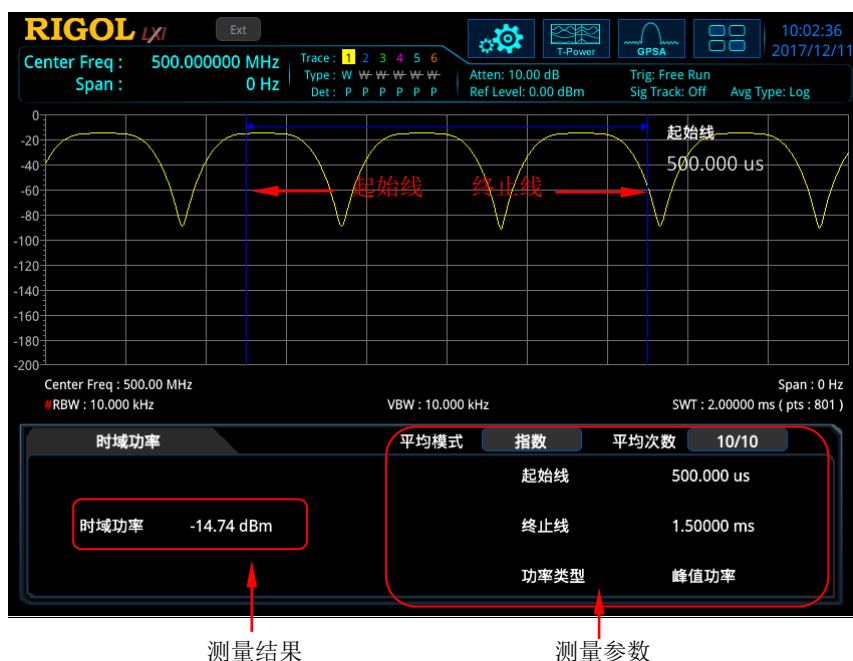 RIGOL LXI Ext
10:02:36
2017/12/11
T-Power GPSA
Center Freq : 500.000000 MHz
Span : 0 Hz
Trace : 1 2 3 4 5 6
Type : W W W W W W
Det : P P P P P P
Atten: 10.00 dB
Ref Level: 0.00 dBm
Trig: Free Run
Sig Track: Off Avg Type: Log
0
-20
-40
-60
-80
-100
-120
-140
-160
-180
-200
起始线
500.000 us
起始线 终止线
Center Freq : 500.00 MHz Span : 0 Hz
#RBW : 10.000 kHz VBW : 10.000 kHz SWT : 2.00000 ms ( pts : 801 )
时域功率 平均模式 指数 平均次数 10/10
起始线 500.000 us
时域功率 -14.74 dBm 终止线 1.50000 ms
功率类型 峰值功率
测量结果 测量参数